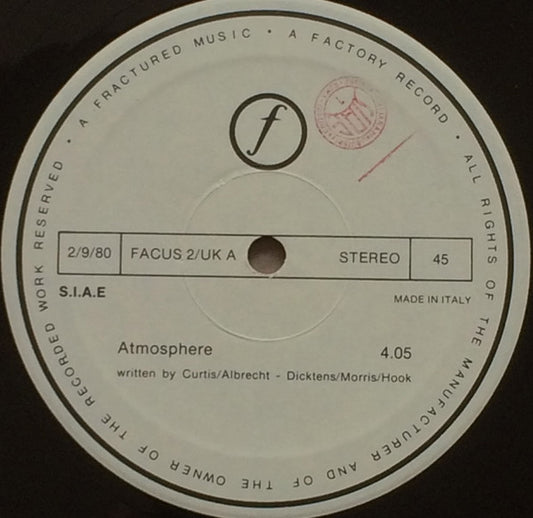 A FRACTURED MUSIC • A FACTORY RECORD • ALL RIGHTS OF THE MANUFACTURER AND OF THE OWNER OF THE RECORDED WORK RESERVED •
f
2/9/80 FACUS 2/UK A STEREO 45
S.I.A.E MADE IN ITALY
Atmosphere 4.05
written by Curtis/Albrecht - Dicktens/Morris/Hook